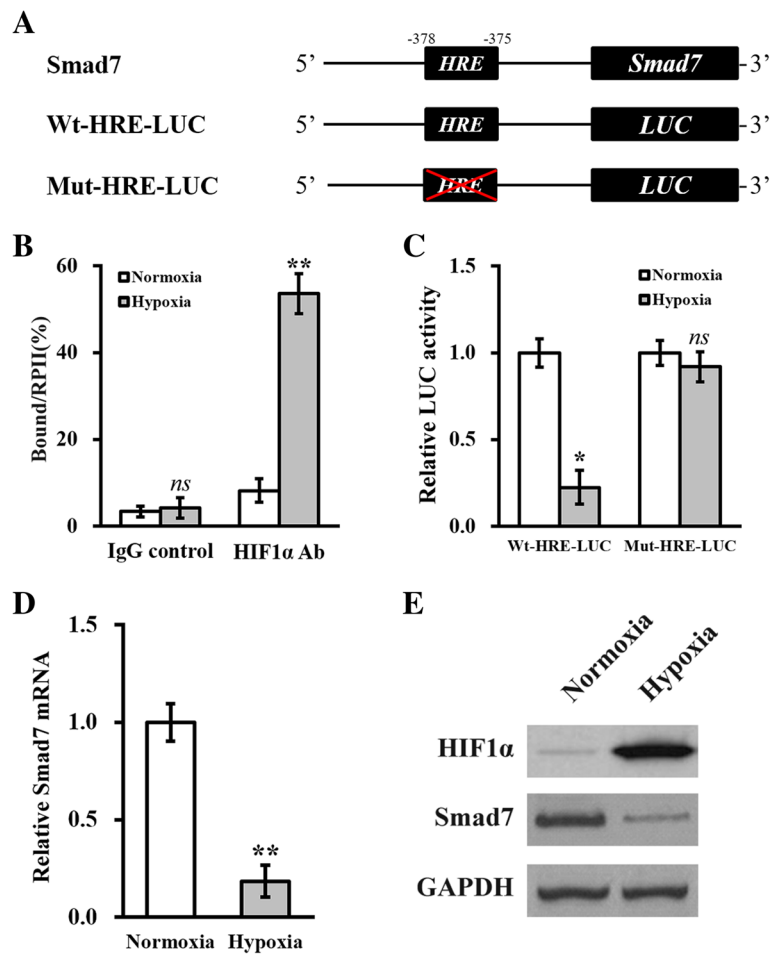 A
-378 -375
Smad7 5’ HRE Smad7 -3’
Wt-HRE-LUC 5’ HRE LUC -3’
Mut-HRE-LUC 5’ HRE LUC -3’
B
Bound/RPII(%)
60
40
20
0
Normoxia
Hypoxia
ns
**
IgG control HIF1α Ab
C
Relative LUC activity
1.5
1.0
0.5
0.0
Normoxia
Hypoxia
*
ns
Wt-HRE-LUC Mut-HRE-LUC
D
Relative Smad7 mRNA
1.5
1.0
0.5
0.0
**
Normoxia Hypoxia
E
Normoxia Hypoxia
HIF1α
Smad7
GAPDH